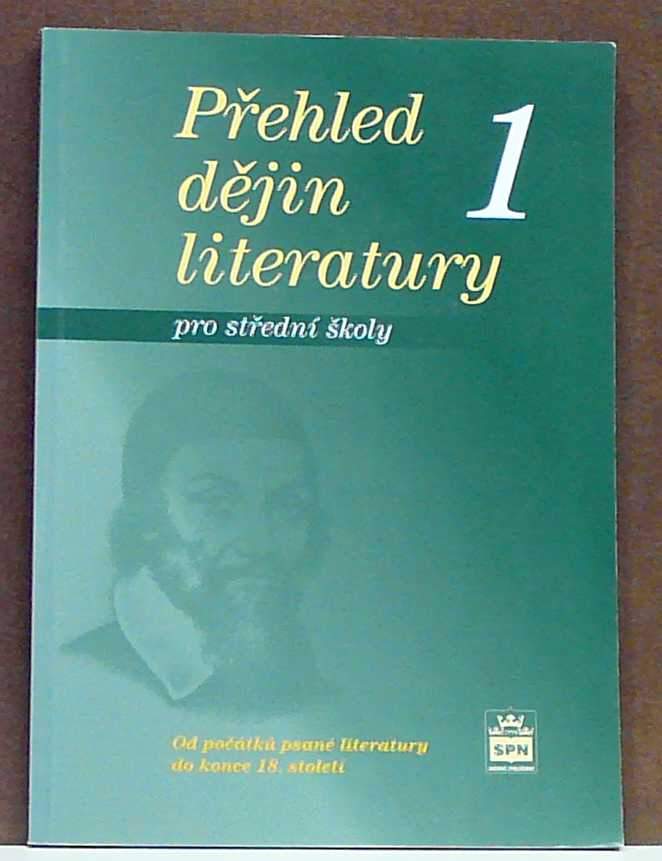 Přehled
dějin
literatury
1
pro střední školy
Od počátků psané literatury
do konce 18. století
SPN